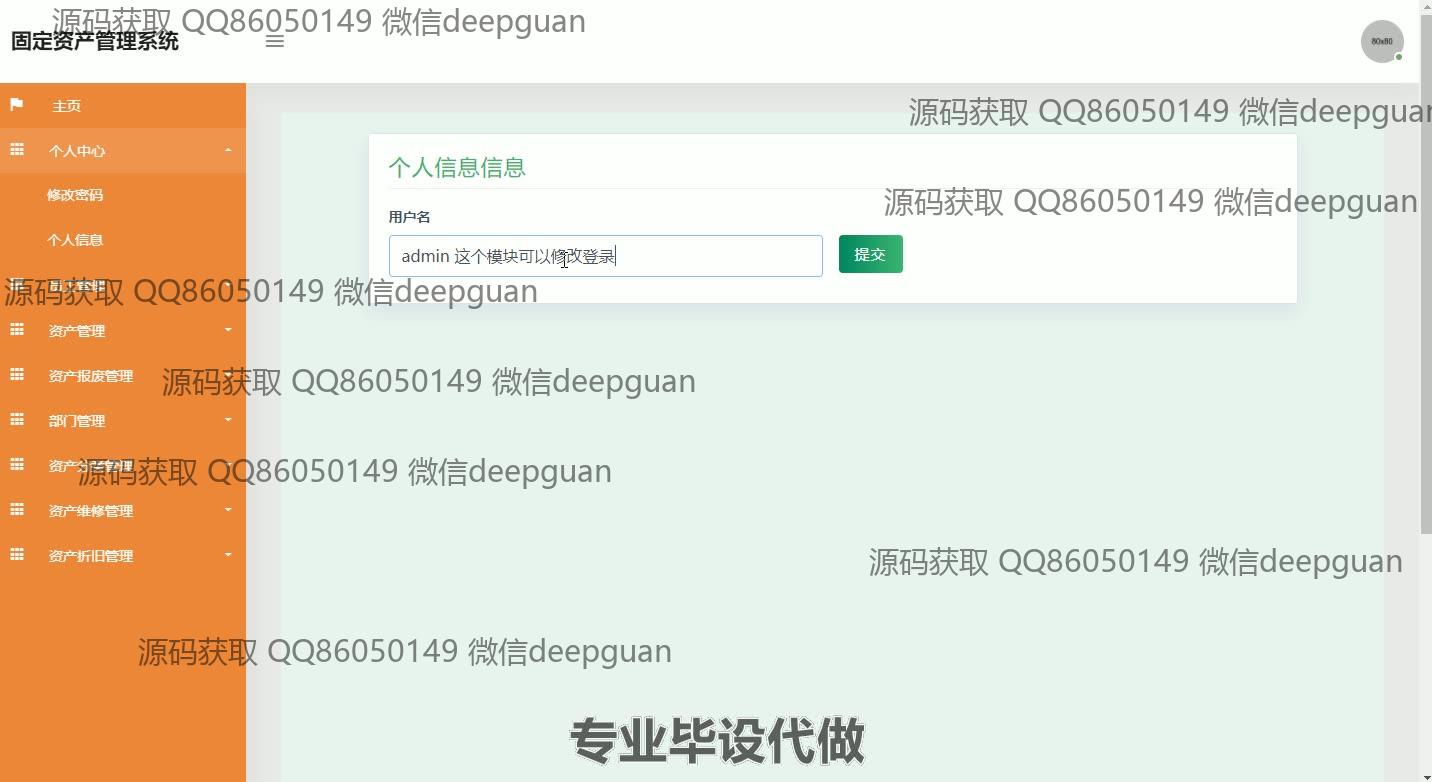 源码获取 QQ86050149 微信deepguan
固定资产管理系统
80x80
主页
源码获取 QQ86050149 微信deepguan
个人中心
个人信息信息
修改密码
源码获取 QQ86050149 微信deepguan
用户名
个人信息
admin 这个模块可以修改登录
提交
源码获取 QQ86050149 微信deepguan
资产管理
资产报废管理
源码获取 QQ86050149 微信deepguan
部门管理
源码获取 QQ86050149 微信deepguan
资产维修管理
资产折旧管理
源码获取 QQ86050149 微信deepguan
源码获取 QQ86050149 微信deepguan
专业毕设代做